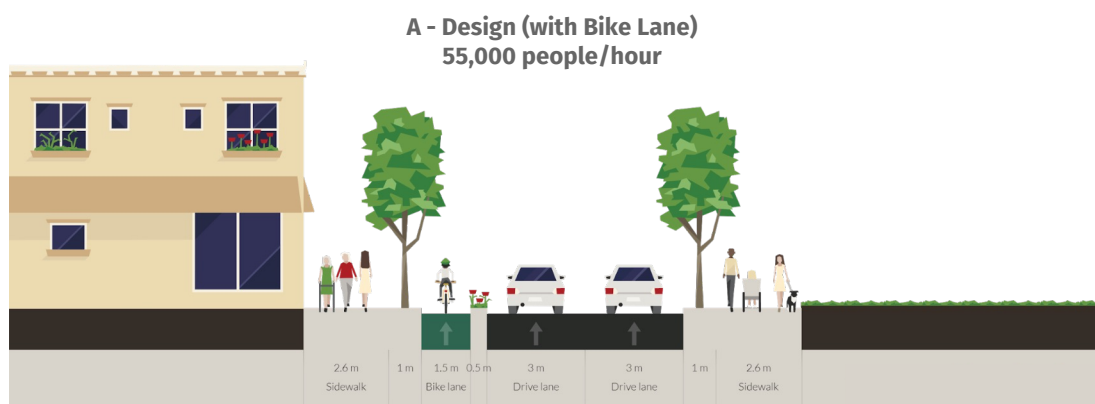 A - Design (with Bike Lane)
55,000 people/hour
2.6 m 1 m 1.5 m 0.5 m 3 m 3 m 1 m 2.6 m
Sidewalk Bike lane Drive lane Drive lane Sidewalk